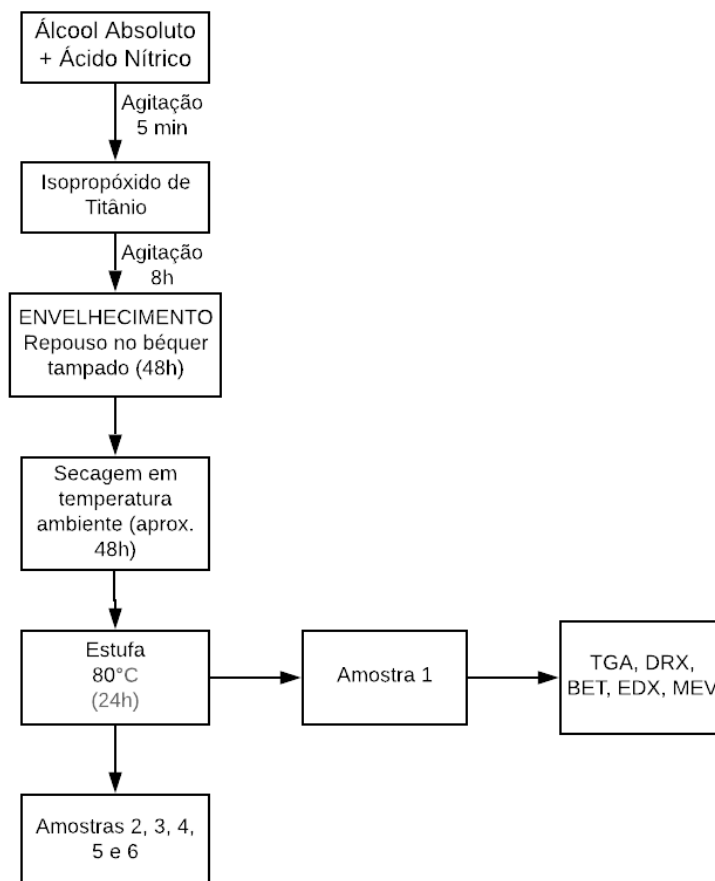 Álcool Absoluto
+ Ácido Nítrico
Agitação
5 min
Isopropóxido de
Titânio
Agitação
8h
ENVELHECIMENTO
Repouso no béquer
tampado (48h)
Secagem em
temperatura
ambiente (aprox.
48h)
Estufa
80°C
(24h)
Amostra 1
TGA, DRX,
BET, EDX, MEV
Amostras 2, 3, 4,
5 e 6